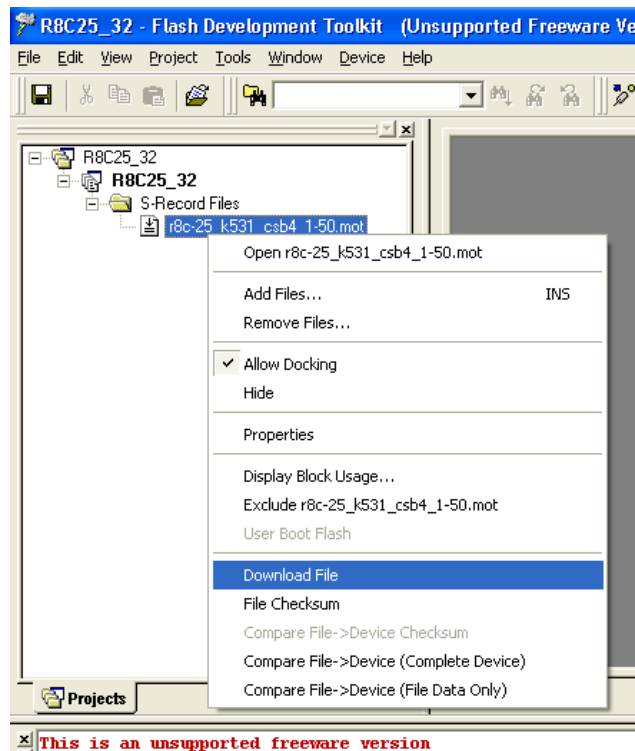 R8C25_32 - Flash Development Toolkit (Unsupported Freeware Ve
File Edit View Project Tools Window Device Help
R8C25_32
R8C25_32
S-Record Files
r8c-25_k531_csb4_1-50.mot
Open r8c-25_k531_csb4_1-50.mot
Add Files... INS
Remove Files...
Allow Docking
Hide
Properties
Display Block Usage...
Exclude r8c-25_k531_csb4_1-50.mot
User Boot Flash
Download File
File Checksum
Compare File->Device Checksum
Compare File->Device (Complete Device)
Compare File->Device (File Data Only)
Projects
This is an unsupported freeware version